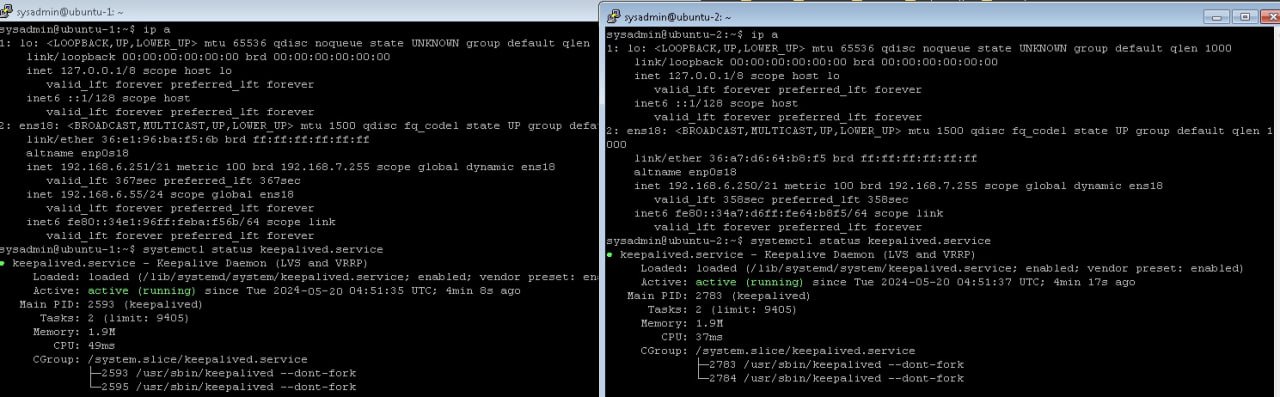 sysadmin@ubuntu-1: ~
sysadmin@ubuntu-1:~$ ip a
1: lo: <LOOPBACK,UP,LOWER_UP> mtu 65536 qdisc noqueue state UNKNOWN group default qlen
link/loopback 00:00:00:00:00:00 brd 00:00:00:00:00:00
inet 127.0.0.1/8 scope host lo
valid_lft forever preferred_lft forever
inet6 ::1/128 scope host
valid_lft forever preferred_lft forever
2: ens18: <BROADCAST,MULTICAST,UP,LOWER_UP> mtu 1500 qdisc fq_codel state UP group defa
link/ether 36:e1:96:ba:f5:6b brd ff:ff:ff:ff:ff:ff
altname enp0s18
inet 192.168.6.251/21 metric 100 brd 192.168.7.255 scope global dynamic ens18
valid_lft 367sec preferred_lft 367sec
inet 192.168.6.55/24 scope global ens18
valid_lft forever preferred_lft forever
inet6 fe80::34e1:96ff:feba:f56b/64 scope link
valid_lft forever preferred_lft forever
sysadmin@ubuntu-1:~$ systemctl status keepalived.service
● keepalived.service - Keepalive Daemon (LVS and VRRP)
Loaded: loaded (/lib/systemd/system/keepalived.service; enabled; vendor preset: en
Active: active (running) since Tue 2024-05-20 04:51:35 UTC; 4min 8s ago
Main PID: 2593 (keepalived)
Tasks: 2 (limit: 9405)
Memory: 1.9M
CPU: 49ms
CGroup: /system.slice/keepalived.service
├─2593 /usr/sbin/keepalived --dont-fork
└─2595 /usr/sbin/keepalived --dont-fork
sysadmin@ubuntu-2: ~
sysadmin@ubuntu-2:~$ ip a
1: lo: <LOOPBACK,UP,LOWER_UP> mtu 65536 qdisc noqueue state UNKNOWN group default qlen 1000
link/loopback 00:00:00:00:00:00 brd 00:00:00:00:00:00
inet 127.0.0.1/8 scope host lo
valid_lft forever preferred_lft forever
inet6 ::1/128 scope host
valid_lft forever preferred_lft forever
2: ens18: <BROADCAST,MULTICAST,UP,LOWER_UP> mtu 1500 qdisc fq_codel state UP group default qlen 1
000
link/ether 36:a7:d6:64:b8:f5 brd ff:ff:ff:ff:ff:ff
altname enp0s18
inet 192.168.6.250/21 metric 100 brd 192.168.7.255 scope global dynamic ens18
valid_lft 358sec preferred_lft 358sec
inet6 fe80::34a7:d6ff:fe64:b8f5/64 scope link
valid_lft forever preferred_lft forever
sysadmin@ubuntu-2:~$ systemctl status keepalived.service
● keepalived.service - Keepalive Daemon (LVS and VRRP)
Loaded: loaded (/lib/systemd/system/keepalived.service; enabled; vendor preset: enabled)
Active: active (running) since Tue 2024-05-20 04:51:37 UTC; 4min 17s ago
Main PID: 2783 (keepalived)
Tasks: 2 (limit: 9405)
Memory: 1.9M
CPU: 37ms
CGroup: /system.slice/keepalived.service
├─2783 /usr/sbin/keepalived --dont-fork
└─2784 /usr/sbin/keepalived --dont-fork